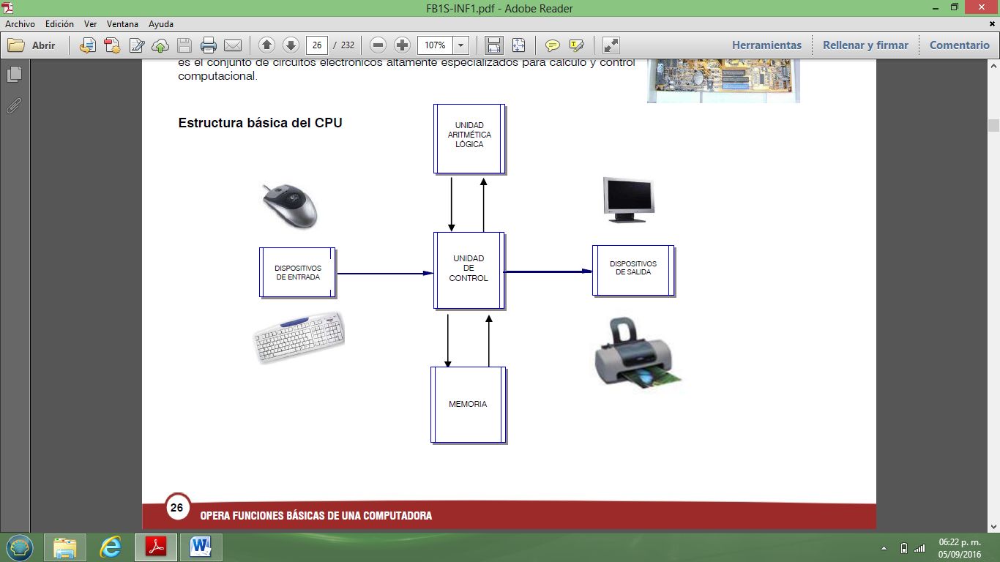 FB1S-INF1.pdf - Adobe Reader
Archivo Edición Ver Ventana Ayuda
Abrir 26 / 232 107% Herramientas Rellenar y firmar Comentario
es el conjunto de circuitos electrónicos altamente especializados para cálculo y control
computacional.
Estructura básica del CPU
UNIDAD
ARITMÉTICA
LÓGICA
DISPOSITIVOS
DE ENTRADA
UNIDAD
DE
CONTROL
DISPOSITIVOS
DE SALIDA
MEMORIA
26 OPERA FUNCIONES BÁSICAS DE UNA COMPUTADORA
06:22 p. m.
05/09/2016